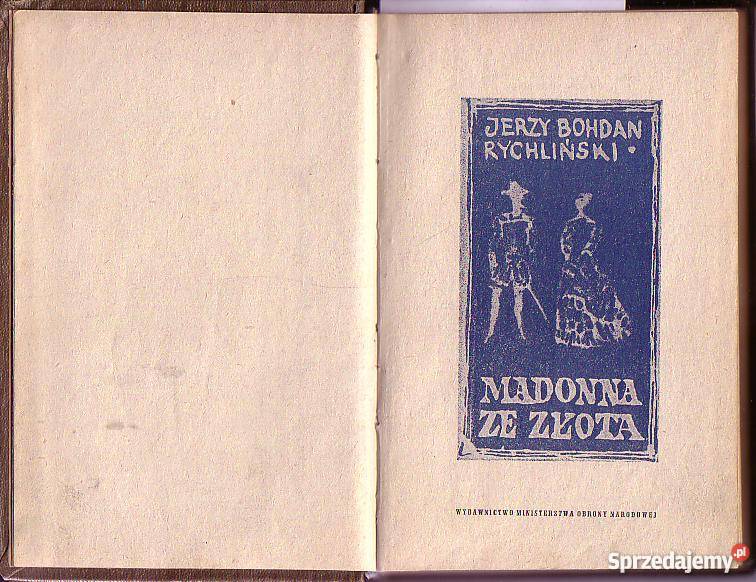 JERZY BOHDAN
RYCHLIŃSKI
MADONNA
ZE ZŁOTA
WYDAWNICTWO MINISTERSTWA OBRONY NARODOWEJ
Sprzedajemy.pl